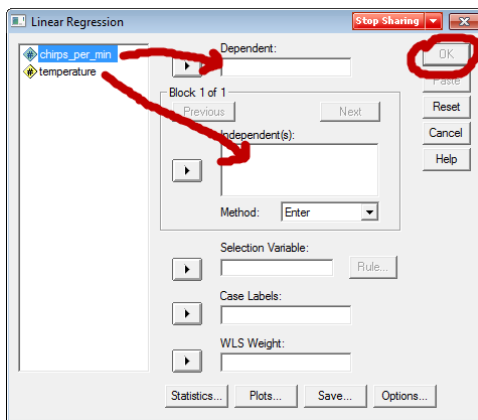 Linear Regression
Stop Sharing
chirps_per_min
temperature
Dependent:
OK
Paste
Reset
Cancel
Help
Block 1 of 1
Previous
Next
Independent(s):
Method:
Enter
Selection Variable:
Rule...
Case Labels:
WLS Weight:
Statistics...
Plots...
Save...
Options...